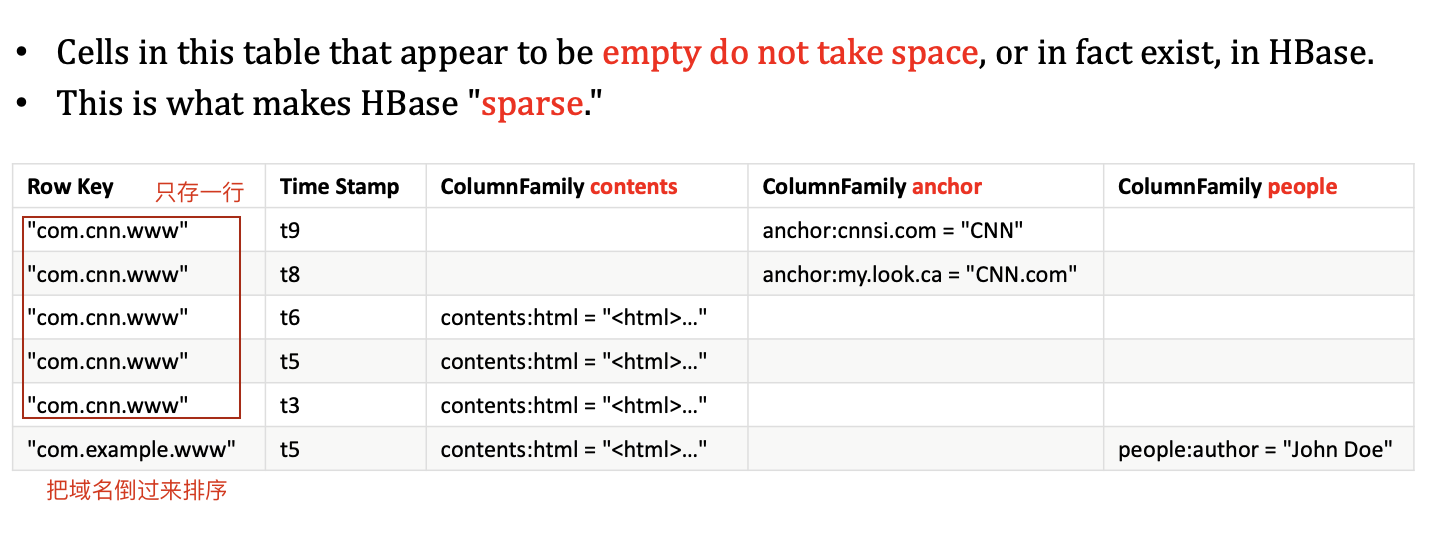 • Cells in this table that appear to be empty do not take space, or in fact exist, in HBase.
• This is what makes HBase "sparse."
Row Key 只存一行 Time Stamp ColumnFamily contents ColumnFamily anchor ColumnFamily people
"com.cnn.www" t9 anchor:cnnsi.com = "CNN"
"com.cnn.www" t8 anchor:my.look.ca = "CNN.com"
"com.cnn.www" t6 contents:html = "<html>..."
"com.cnn.www" t5 contents:html = "<html>..."
"com.cnn.www" t3 contents:html = "<html>..."
"com.example.www" t5 contents:html = "<html>..." people:author = "John Doe"
把域名倒过来排序